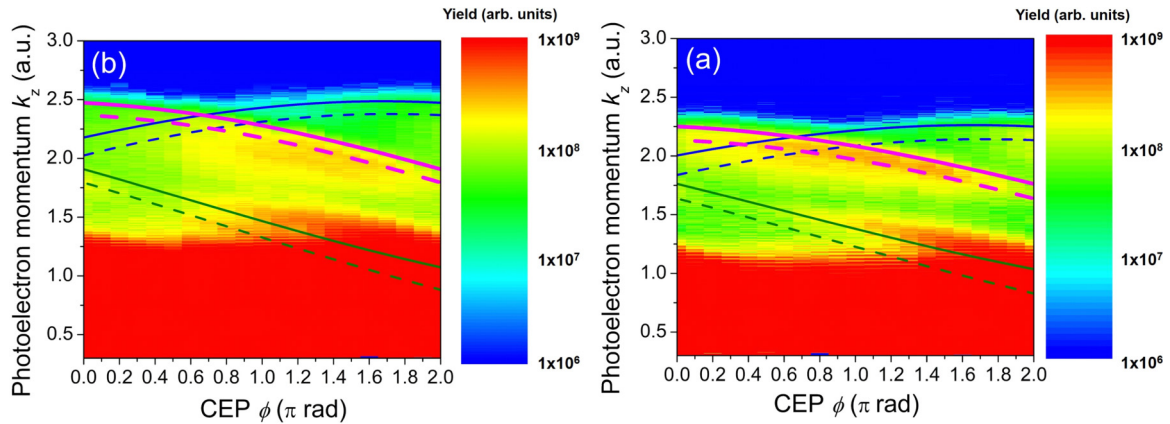 Yield (arb. units)
(b)
Photoelectron momentum k_z (a.u.)
3.0
2.5
2.0
1.5
1.0
0.5
0.0 0.2 0.4 0.6 0.8 1.0 1.2 1.4 1.6 1.8 2.0
CEP ϕ (π rad)
1x10⁹
1x10⁸
1x10⁷
1x10⁶
Yield (arb. units)
(a)
Photoelectron momentum k_z (a.u.)
3.0
2.5
2.0
1.5
1.0
0.5
0.0 0.2 0.4 0.6 0.8 1.0 1.2 1.4 1.6 1.8 2.0
CEP ϕ (π rad)
1x10⁹
1x10⁸
1x10⁷
1x10⁶